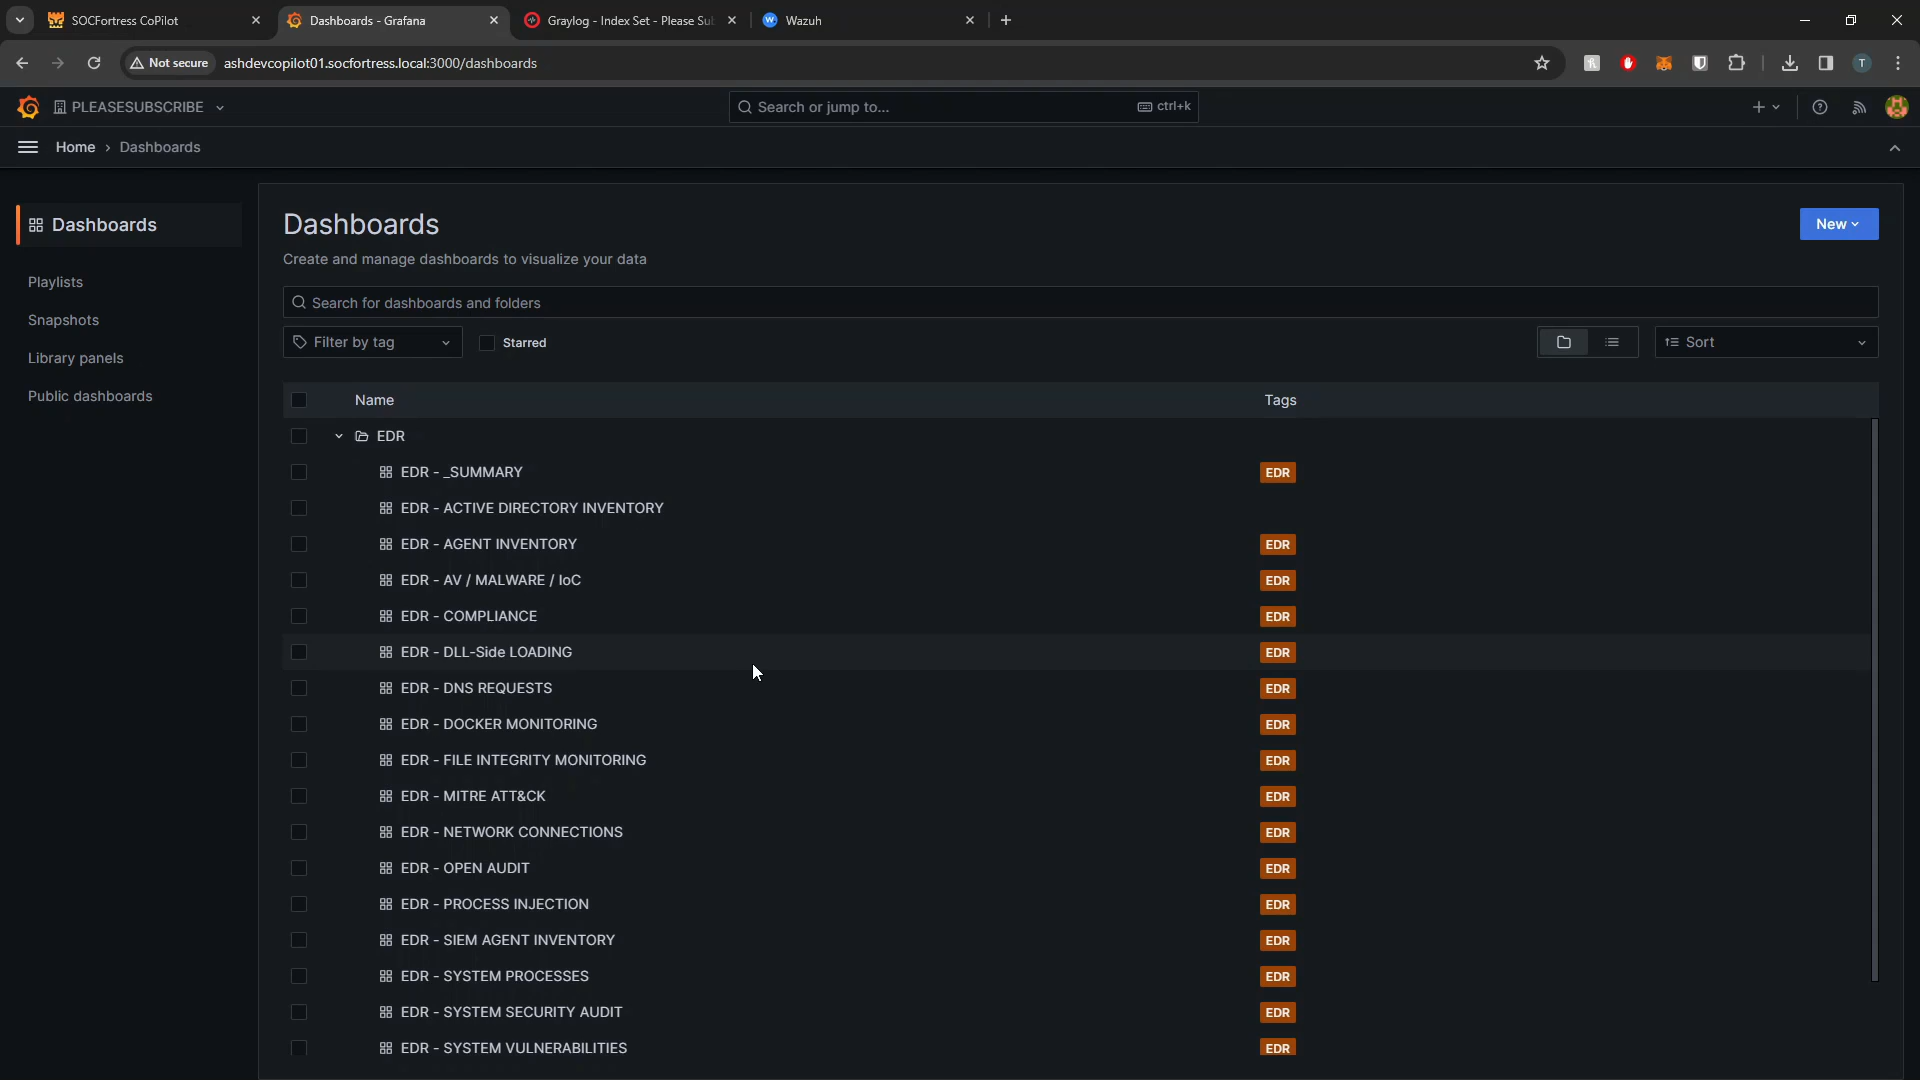 SOCFortress CoPilot
Dashboards - Grafana
Graylog - Index Set - Please Su
Wazuh
Not secure
ashdevcopilot01.socfortress.local:3000/dashboards
T
PLEASESUBSCRIBE
Search or jump to...
ctrl+k
Home › Dashboards
Dashboards
Playlists
Snapshots
Library panels
Public dashboards
Dashboards
New
Create and manage dashboards to visualize your data
Search for dashboards and folders
Filter by tag
Starred
Sort
Name Tags
EDR
EDR - _SUMMARY EDR
EDR - ACTIVE DIRECTORY INVENTORY
EDR - AGENT INVENTORY EDR
EDR - AV / MALWARE / IoC EDR
EDR - COMPLIANCE EDR
EDR - DLL-Side LOADING EDR
EDR - DNS REQUESTS EDR
EDR - DOCKER MONITORING EDR
EDR - FILE INTEGRITY MONITORING EDR
EDR - MITRE ATT&CK EDR
EDR - NETWORK CONNECTIONS EDR
EDR - OPEN AUDIT EDR
EDR - PROCESS INJECTION EDR
EDR - SIEM AGENT INVENTORY EDR
EDR - SYSTEM PROCESSES EDR
EDR - SYSTEM SECURITY AUDIT EDR
EDR - SYSTEM VULNERABILITIES EDR